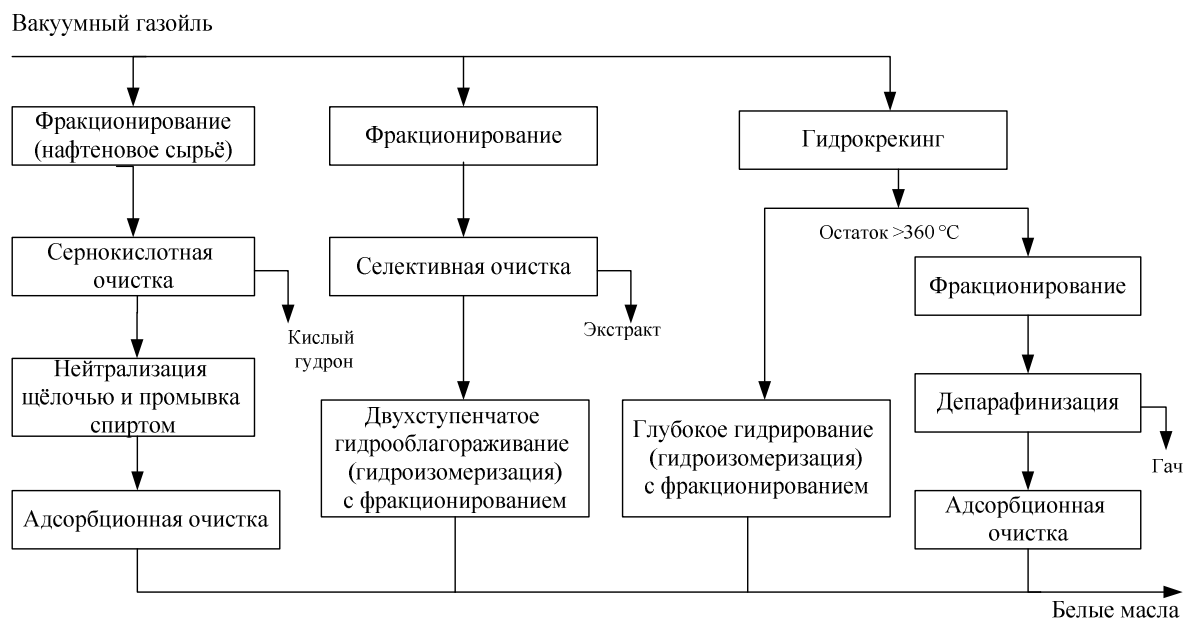 Вакуумный газойль
Фракционирование
(нафтеновое сырьё)
Сернокислотная
очистка
Кислый
гудрон
Нейтрализация
щёлочью и промывка
спиртом
Адсорбционная очистка
Фракционирование
Селективная очистка
Экстракт
Двухступенчатое
гидрооблагораживание
(гидроизомеризация)
с фракционированием
Гидрокрекинг
Остаток >360 °С
Глубокое гидрирование
(гидроизомеризация)
с фракционированием
Фракционирование
Депарафинизация
Гач
Адсорбционная
очистка
Белые масла